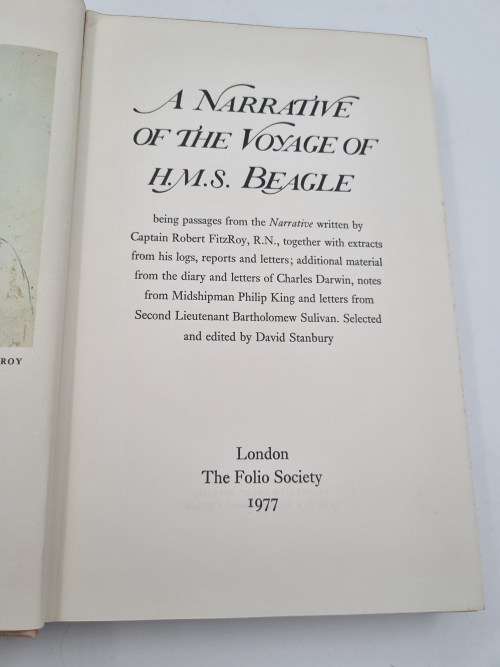 A NARRATIVE
OF THE VOYAGE OF
H.M.S. BEAGLE
being passages from the Narrative written by
Captain Robert FitzRoy, R.N., together with extracts
from his logs, reports and letters; additional material
from the diary and letters of Charles Darwin, notes
from Midshipman Philip King and letters from
Second Lieutenant Bartholomew Sulivan. Selected
and edited by David Stanbury
London
The Folio Society
1977
ROY